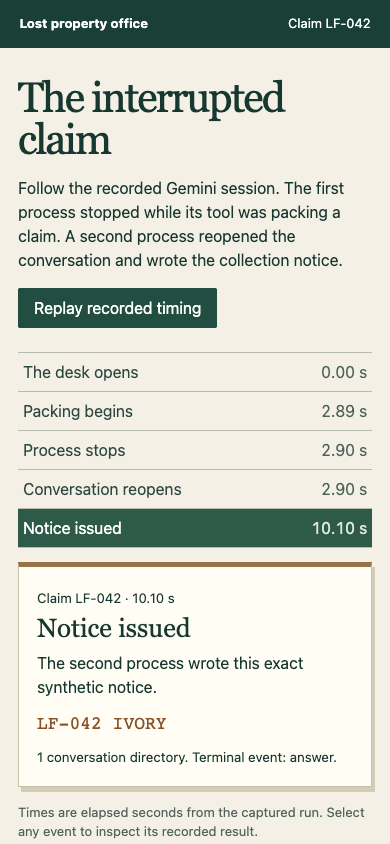 Lost property office
Claim LF-042
The interrupted
claim
Follow the recorded Gemini session. The first
process stopped while its tool was packing a
claim. A second process reopened the
conversation and wrote the collection notice.
Replay recorded timing
The desk opens 0.00 s
Packing begins 2.89 s
Process stops 2.90 s
Conversation reopens 2.90 s
Notice issued 10.10 s
Claim LF-042 · 10.10 s
Notice issued
The second process wrote this exact
synthetic notice.
LF-042 IVORY
1 conversation directory. Terminal event: answer.
Times are elapsed seconds from the captured run. Select
any event to inspect its recorded result.